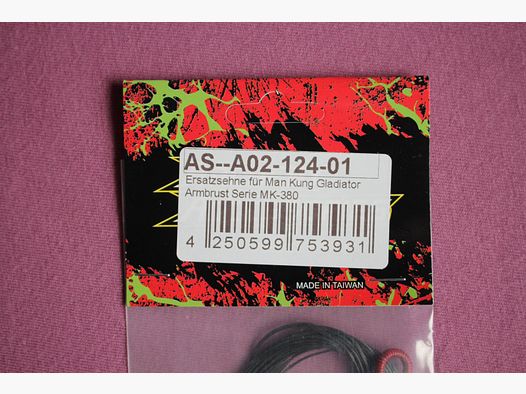 AS--A02-124-01
Ersatzsehne für Man Kung Gladiator
Armbrust Serie MK-380
4 250599 753931
MADE IN TAIWAN